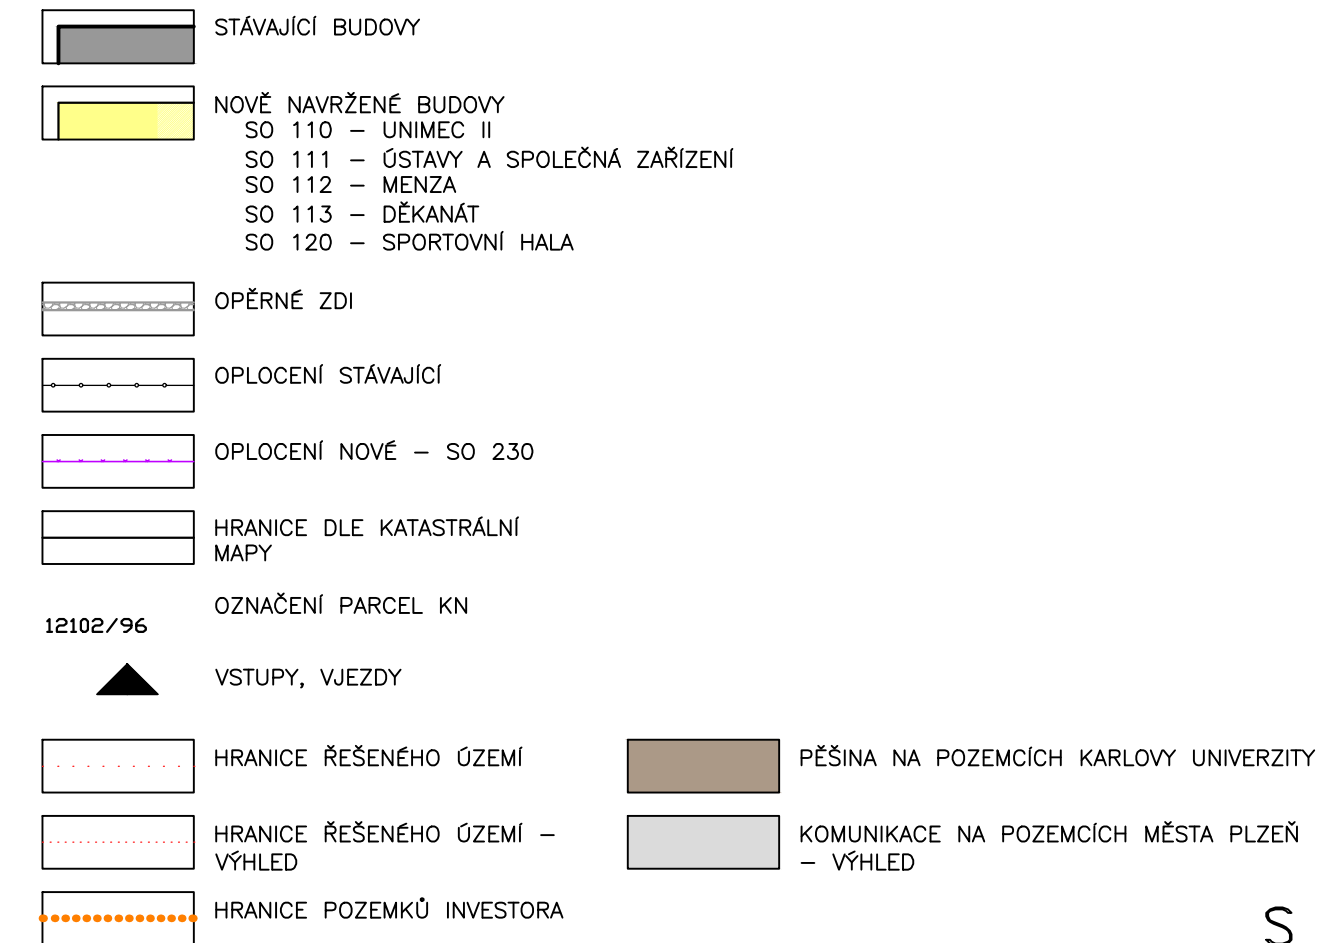 STÁVAJÍCÍ BUDOVY
NOVĚ NAVRŽENÉ BUDOVY
SO 110 – UNIMEC II
SO 111 – ÚSTAVY A SPOLEČNÁ ZAŘÍZENÍ
SO 112 – MENZA
SO 113 – DĚKANÁT
SO 120 – SPORTOVNÍ HALA
OPĚRNÉ ZDI
OPLOCENÍ STÁVAJÍCÍ
OPLOCENÍ NOVÉ – SO 230
HRANICE DLE KATASTRÁLNÍ
MAPY
OZNAČENÍ PARCEL KN
12102/96
VSTUPY, VJEZDY
HRANICE ŘEŠENÉHO ÚZEMÍ
HRANICE ŘEŠENÉHO ÚZEMÍ –
VÝHLED
HRANICE POZEMKŮ INVESTORA
PĚŠINA NA POZEMCÍCH KARLOVY UNIVERZITY
KOMUNIKACE NA POZEMCÍCH MĚSTA PLZEŇ
– VÝHLED
S